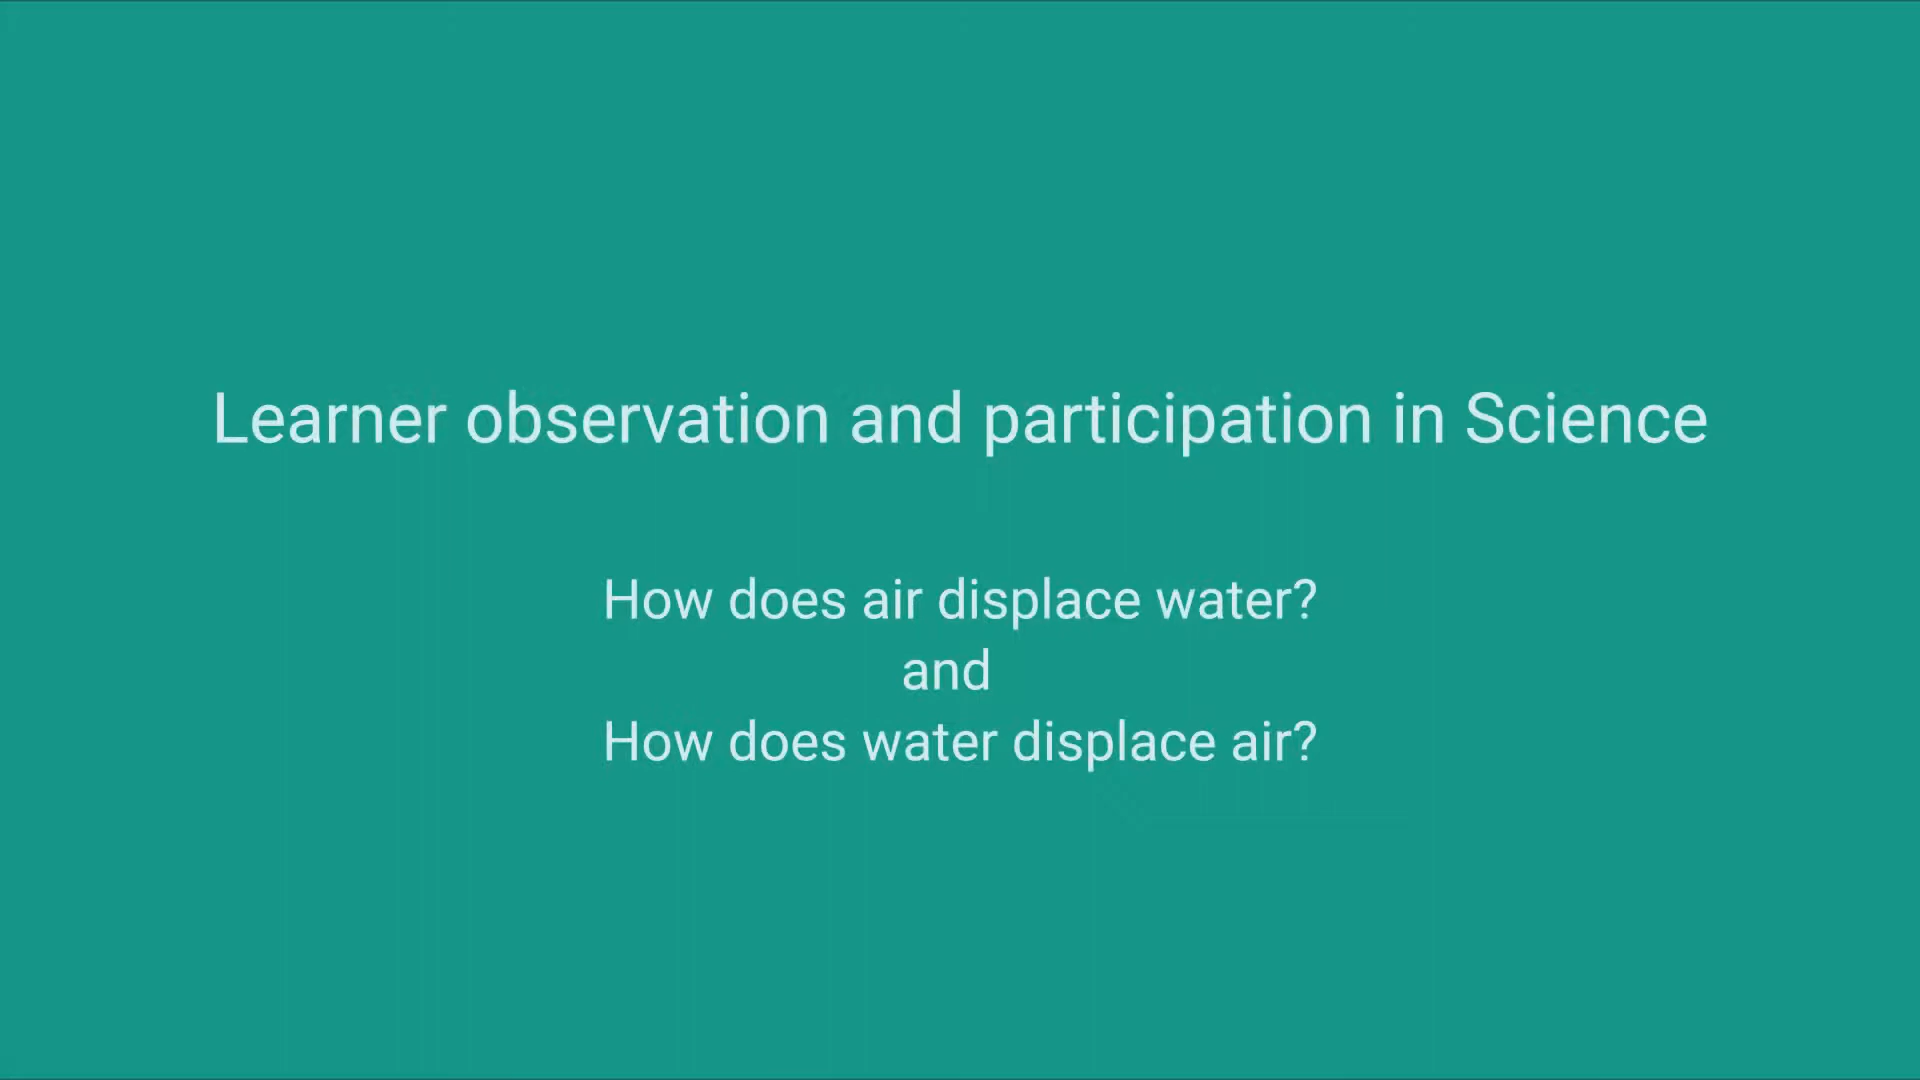 Learner observation and participation in Science
How does air displace water?
and
How does water displace air?